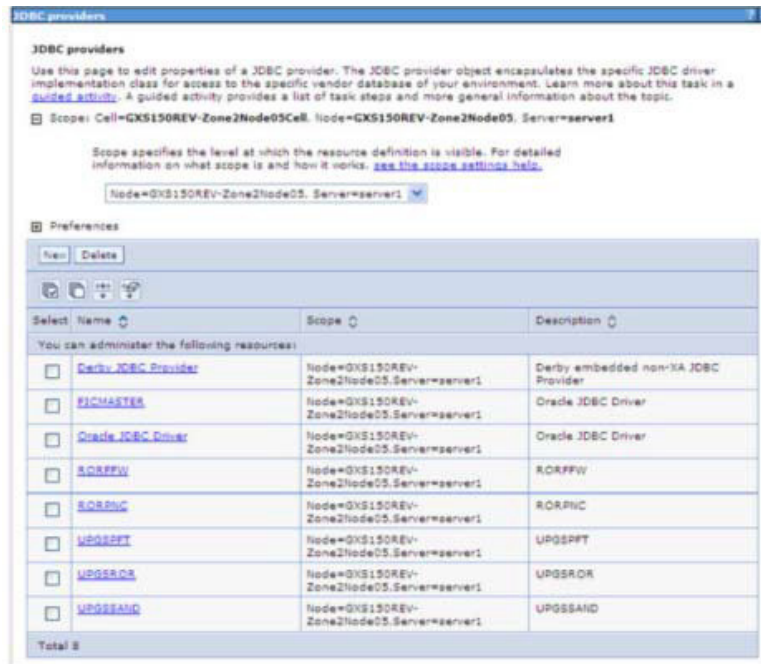 JDBC providers
?
JDBC providers
Use this page to edit properties of a JDBC provider. The JDBC provider object encapsulates the specific JDBC driver
implementation class for access to the specific vendor database of your environment. Learn more about this task in a
guided activity. A guided activity provides a list of task steps and more general information about the topic.
Scope: Cell=GXS150REV-Zone2Node05Cell, Node=GXS150REV-Zone2Node05, Server=server1
Scope specifies the level at which the resource definition is visible. For detailed
information on what scope is and how it works, see the scope settings help.
Node=GXS150REV-Zone2Node05, Server=server1
Preferences
New Delete
Select Name Scope Description
You can administer the following resources:
Derby JDBC Provider Node=GXS150REV- Derby embedded non-XA JDBC
Zone2Node05,Server=server1 Provider
FICMASTER Node=GXS150REV- Oracle JDBC Driver
Zone2Node05,Server=server1
Oracle JDBC Driver Node=GXS150REV- Oracle JDBC Driver
Zone2Node05,Server=server1
RORFFW Node=GXS150REV- RORFFW
Zone2Node05,Server=server1
RORPNC Node=GXS150REV- RORPNC
Zone2Node05,Server=server1
UPGSPFT Node=GXS150REV- UPGSPFT
Zone2Node05,Server=server1
UPGSROR Node=GXS150REV- UPGSROR
Zone2Node05,Server=server1
UPGSSAND Node=GXS150REV- UPGSSAND
Zone2Node05,Server=server1
Total 8